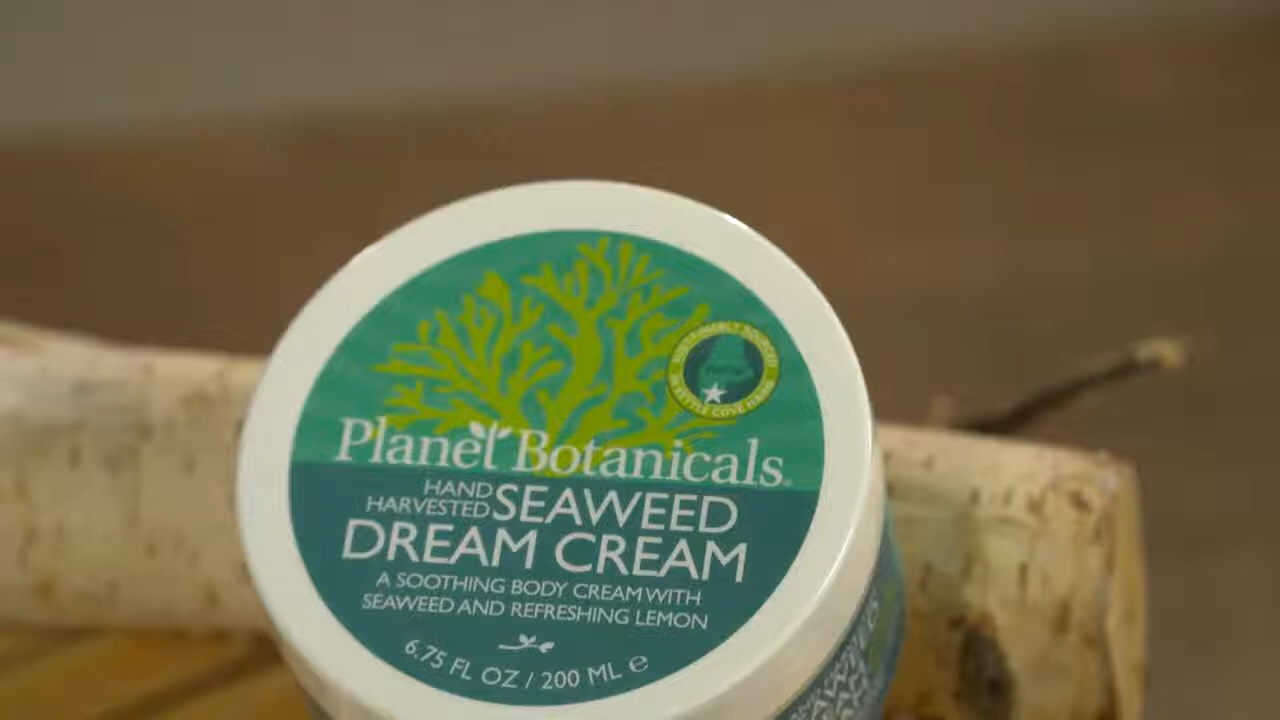 Planet Botanicals®
HAND
HARVESTED SEAWEED
DREAM CREAM
A SOOTHING BODY CREAM WITH
SEAWEED AND REFRESHING LEMON
6.75 FL OZ / 200 ML ℮